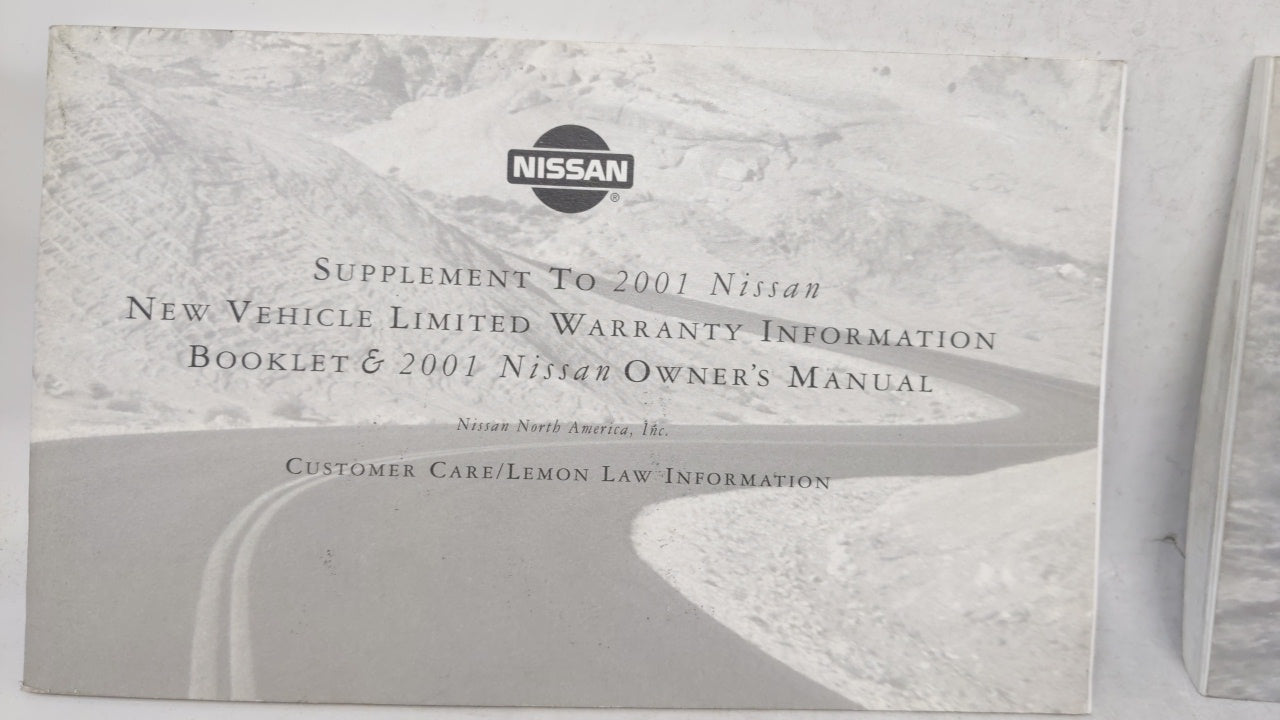 NISSAN
®
SUPPLEMENT TO 2001 Nissan
NEW VEHICLE LIMITED WARRANTY INFORMATION
BOOKLET & 2001 Nissan OWNER'S MANUAL
Nissan North America, Inc.
CUSTOMER CARE/LEMON LAW INFORMATION